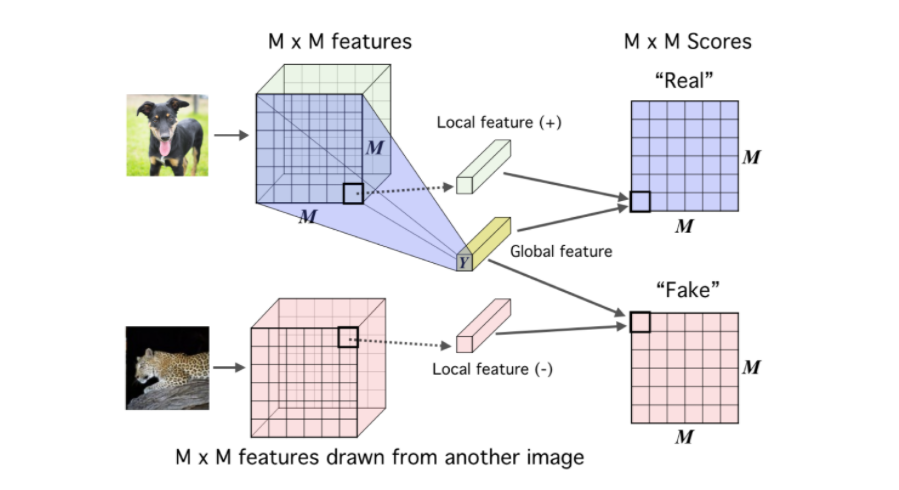 M x M features
M x M Scores
“Real”
Local feature (+)
M
M
M
M
Y
Global feature
“Fake”
Local feature (-)
M
M
M x M features drawn from another image